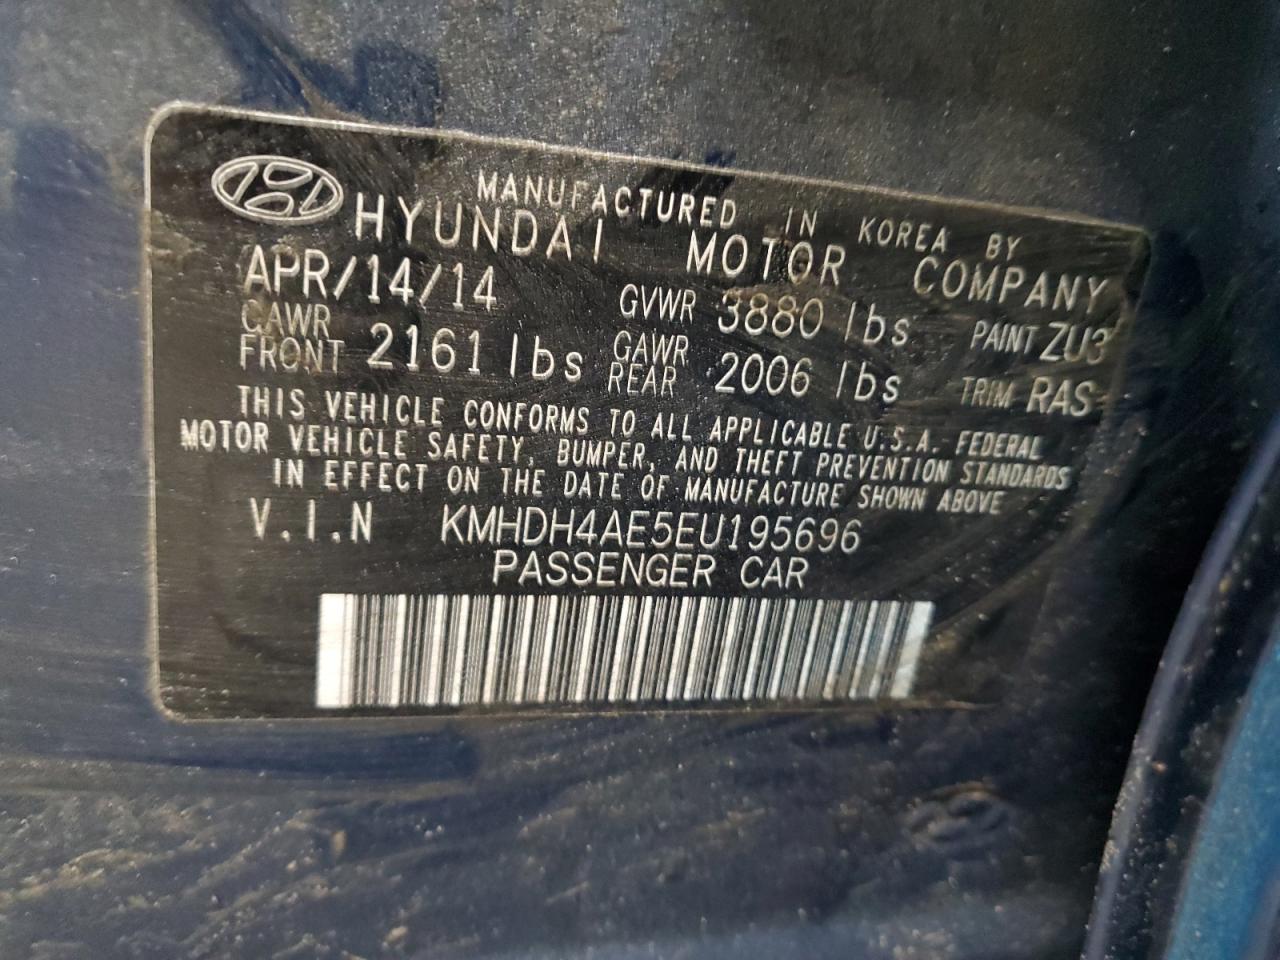 MANUFACTURED IN KOREA BY
HYUNDAI MOTOR COMPANY
APR/14/14 GVWR 3880 lbs PAINT ZU3
GAWR FRONT 2161 lbs GAWR REAR 2006 lbs TRIM RAS
THIS VEHICLE CONFORMS TO ALL APPLICABLE U.S.A. FEDERAL
MOTOR VEHICLE SAFETY, BUMPER, AND THEFT PREVENTION STANDARDS
IN EFFECT ON THE DATE OF MANUFACTURE SHOWN ABOVE
V.I.N KMHDH4AE5EU195696
PASSENGER CAR